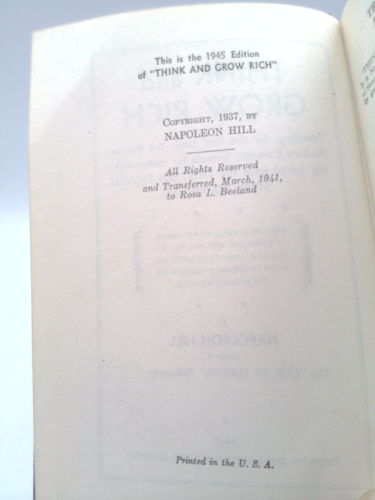 This is the 1945 Edition
of "THINK AND GROW RICH"
COPYRIGHT, 1937, BY
NAPOLEON HILL
All Rights Reserved
and Transferred, March, 1941,
to Rosa L. Beeland
Printed in the U. S. A.